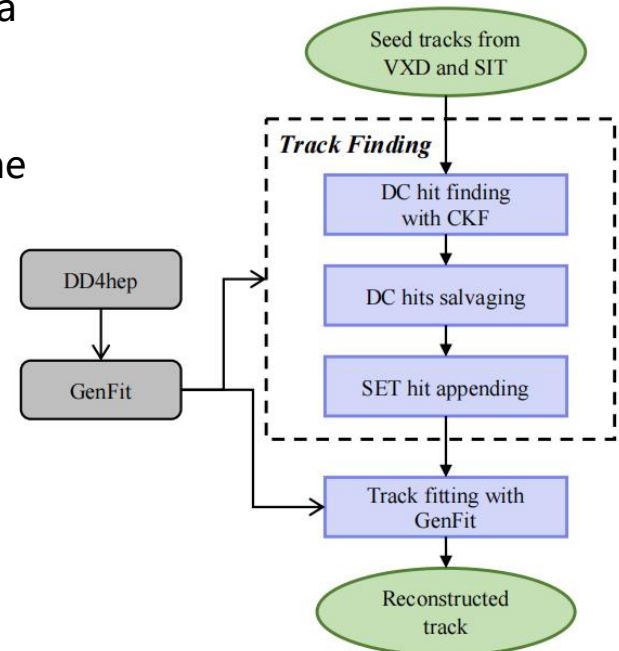 a
ne
Seed tracks from
VXD and SIT
Track Finding
DC hit finding
with CKF
DC hits salvaging
SET hit appending
DD4hep
GenFit
Track fitting with
GenFit
Reconstructed
track